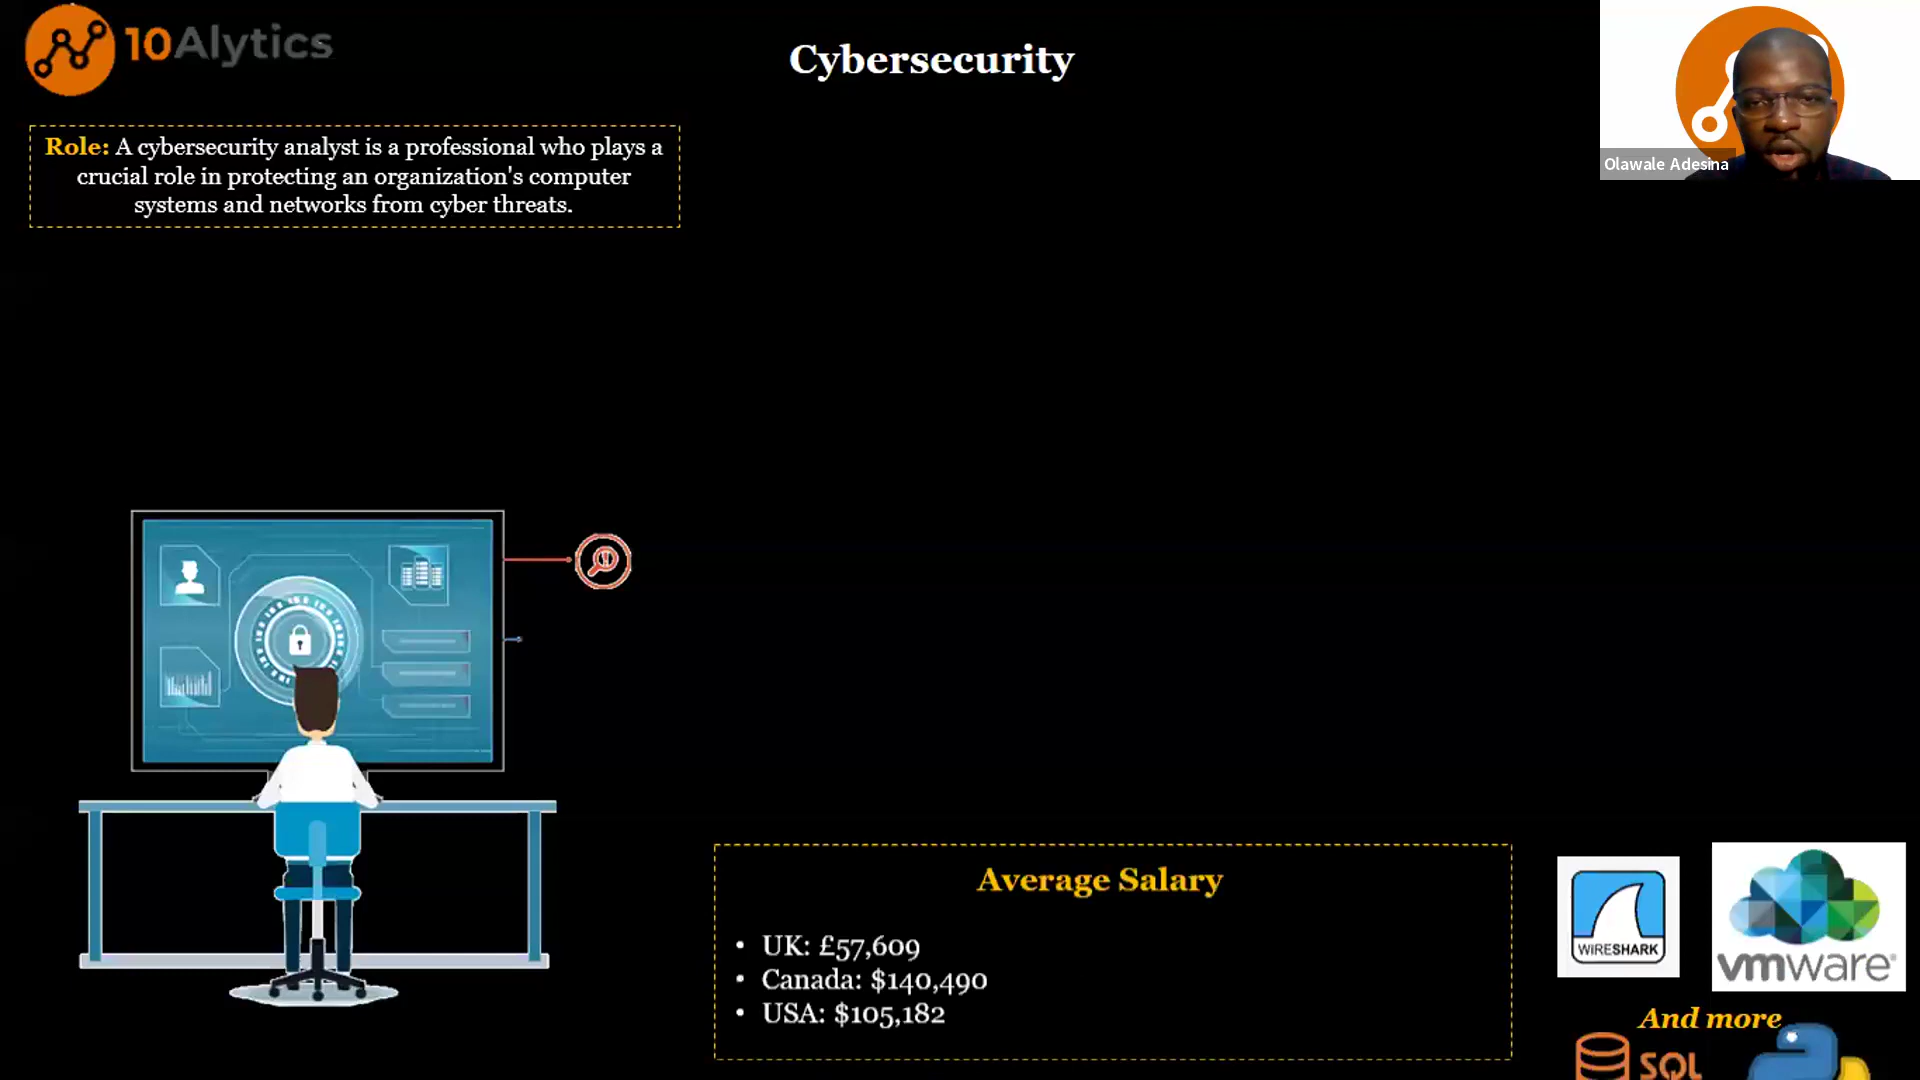 10Alytics
Cybersecurity
Olawale Adesina
Role: A cybersecurity analyst is a professional who plays a
crucial role in protecting an organization's computer
systems and networks from cyber threats.
Average Salary
• UK: £57,609
• Canada: $140,490
• USA: $105,182
WIRESHARK
vmware®
And more
SQL